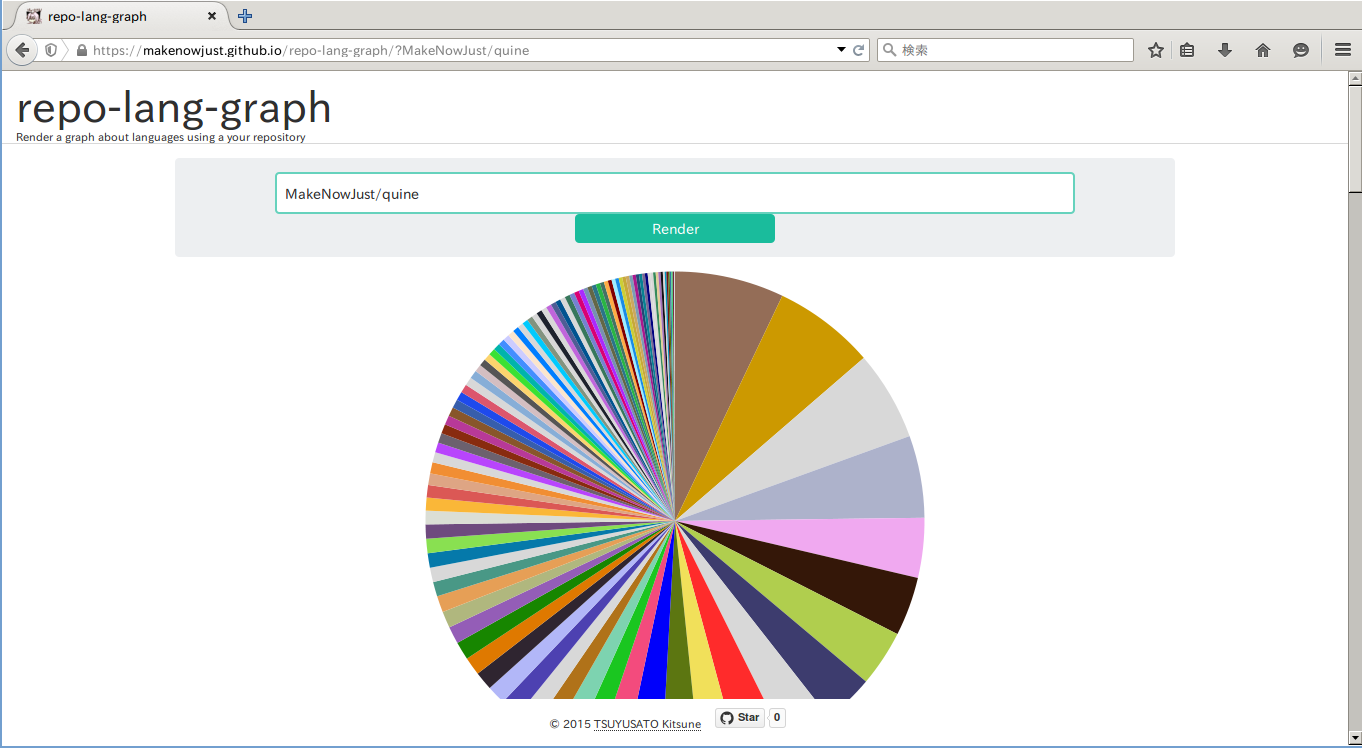 repo-lang-graph
https://makenowjust.github.io/repo-lang-graph/?MakeNowJust/quine
検索
repo-lang-graph
Render a graph about languages using a your repository
MakeNowJust/quine
Render
© 2015 TSUYUSATO Kitsune
Star
0